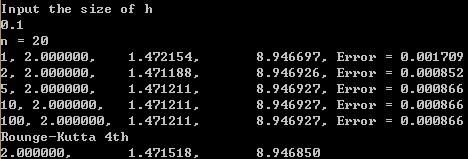 Input the size of h
0.1
n = 20
1, 2.000000, 1.472154, 8.946697, Error = 0.001709
2, 2.000000, 1.471188, 8.946926, Error = 0.000852
5, 2.000000, 1.471211, 8.946927, Error = 0.000866
10, 2.000000, 1.471211, 8.946927, Error = 0.000866
100, 2.000000, 1.471211, 8.946927, Error = 0.000866
Rounge-Kutta 4th
2.000000, 1.471518, 8.946850